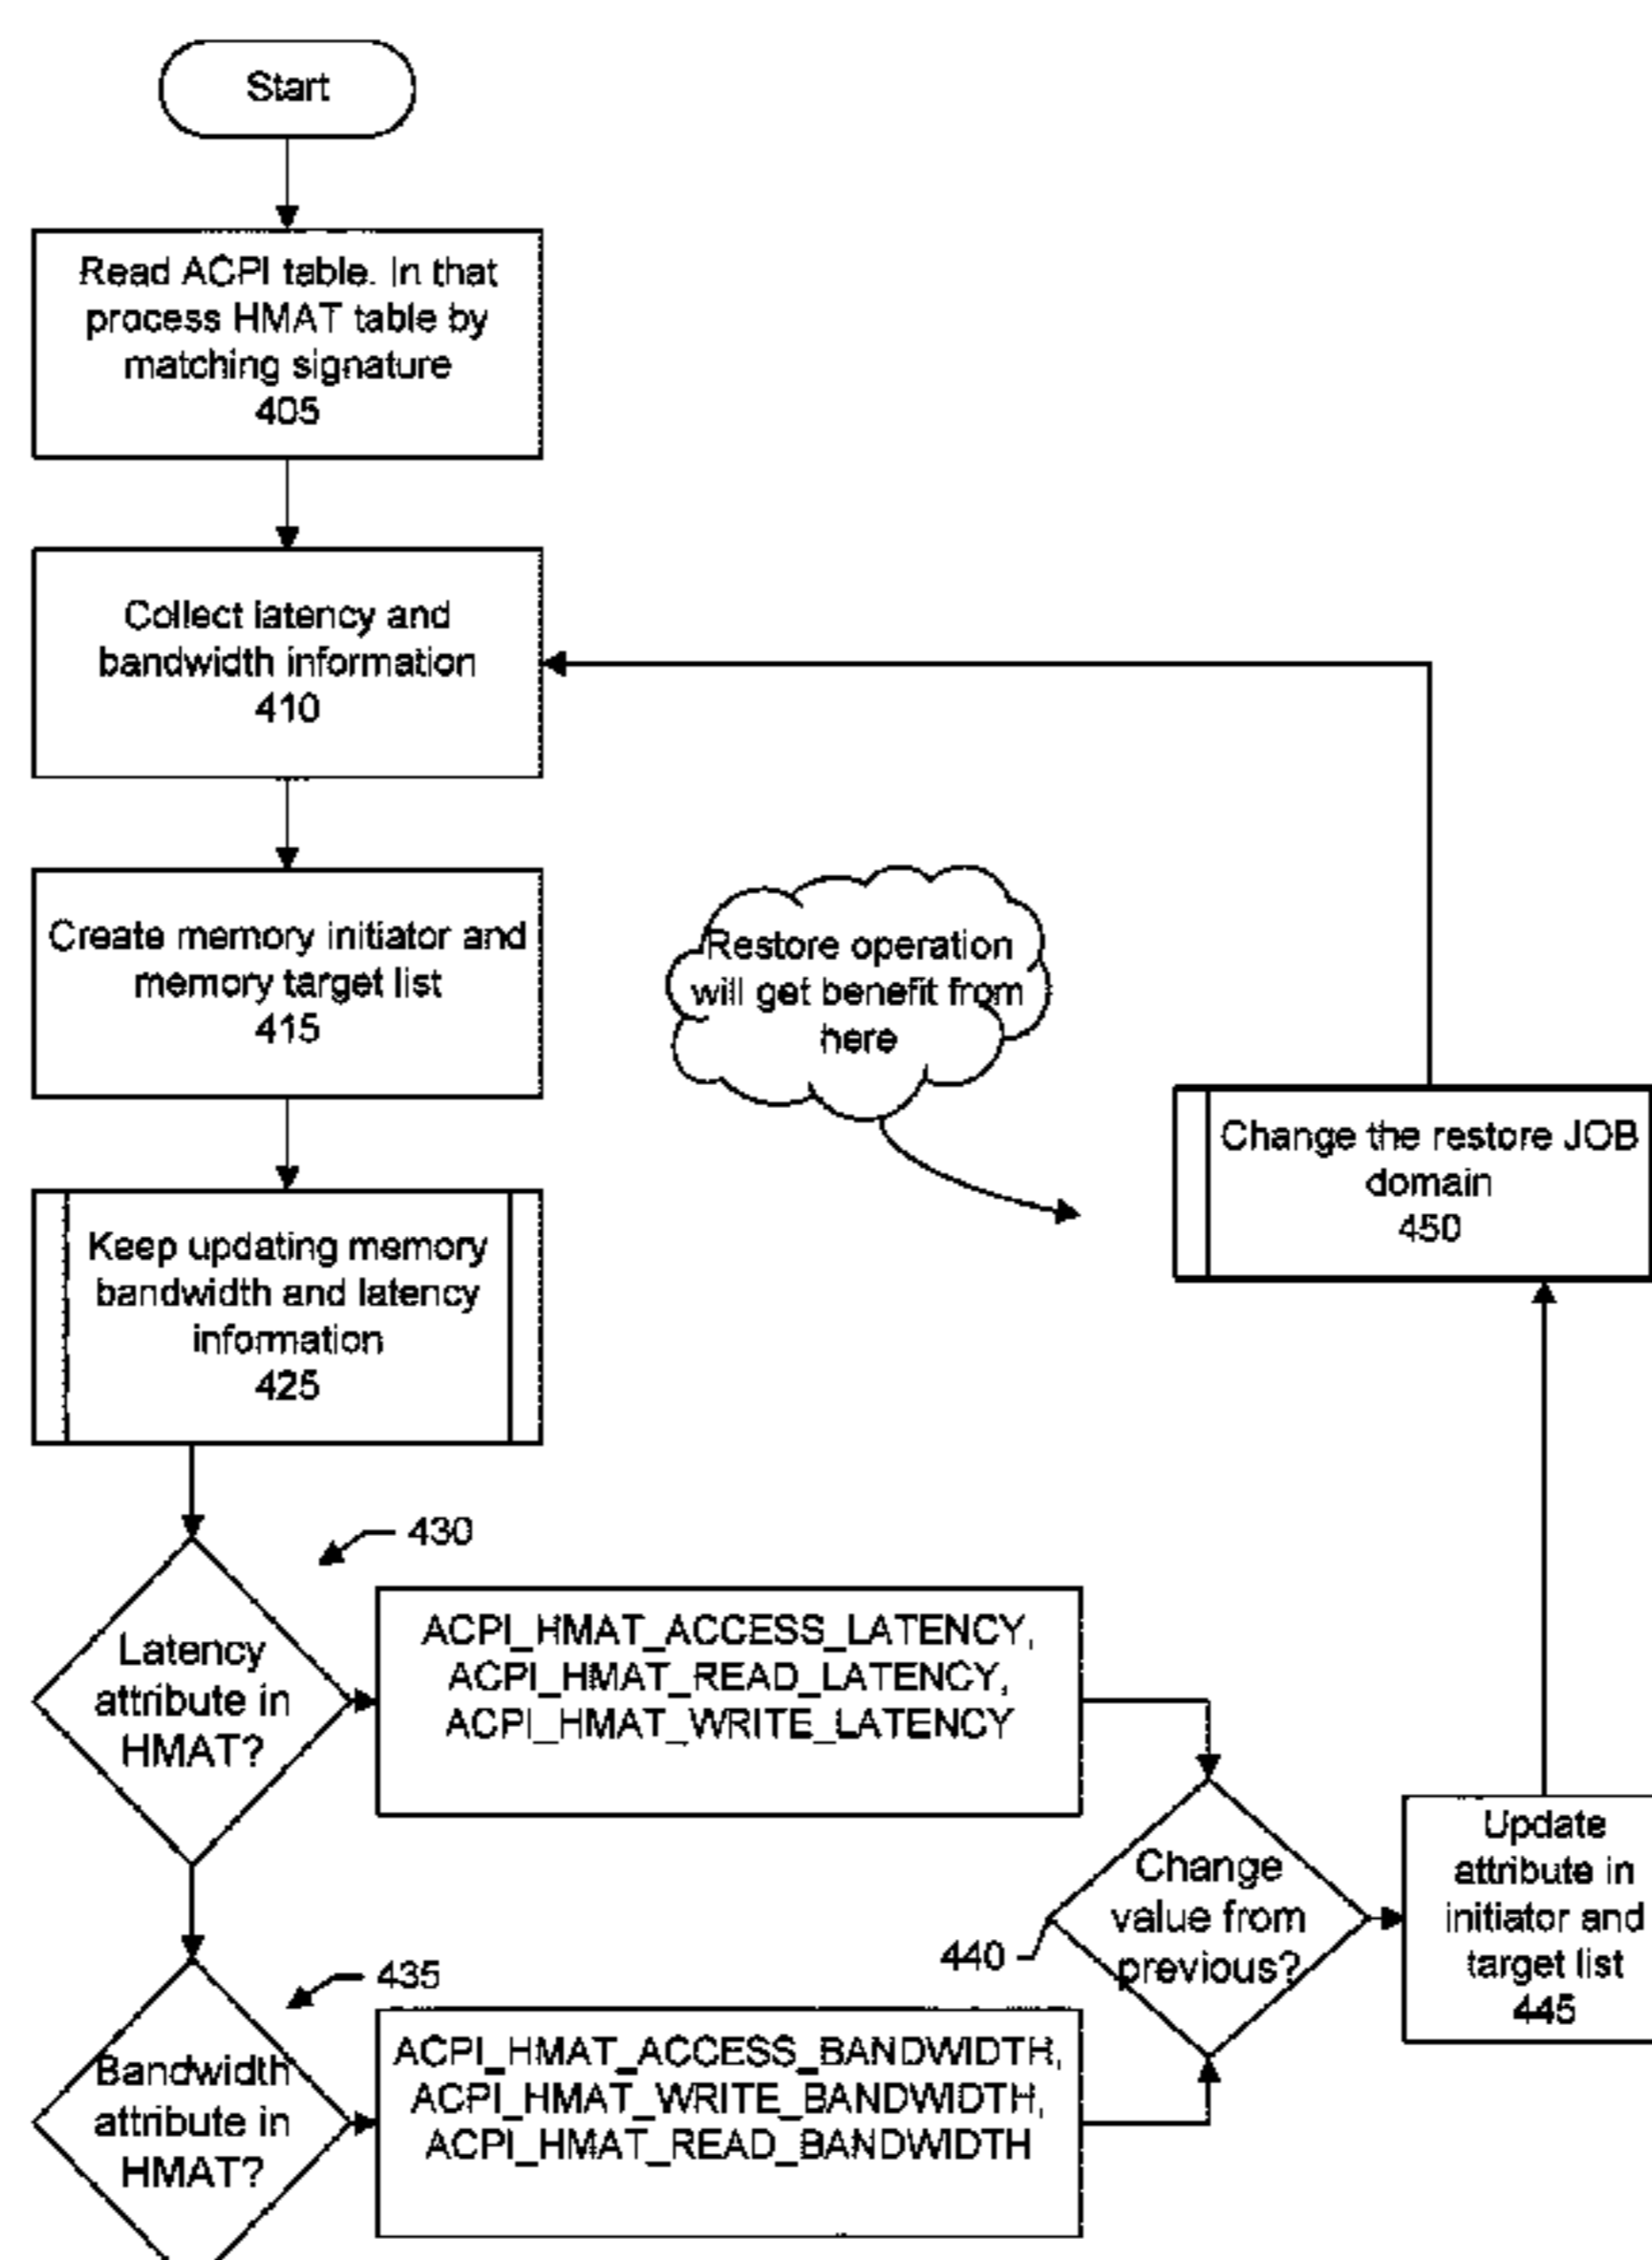 Start
Read ACPI table. In that
process HMAT table by
matching signature
405
Collect latency and
bandwidth information
410
Create memory initiator and
memory target list
415
Restore operation
will get benefit from
here
Change the restore JOB
domain
450
Keep updating memory
bandwidth and latency
information
425
430
Latency
attribute in
HMAT?
ACPI_HMAT_ACCESS_LATENCY,
ACPI_HMAT_READ_LATENCY,
ACPI_HMAT_WRITE_LATENCY
Change
value from
previous?
440
Update
attribute in
initiator and
target list
445
435
Bandwidth
attribute in
HMAT?
ACPI_HMAT_ACCESS_BANDWIDTH,
ACPI_HMAT_WRITE_BANDWIDTH,
ACPI_HMAT_READ_BANDWIDTH